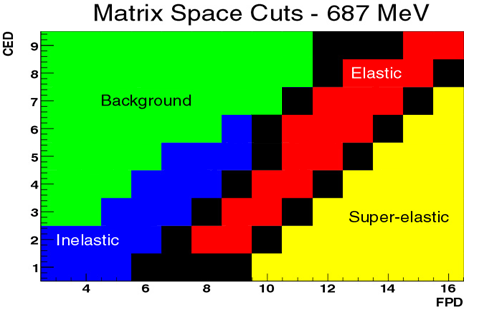 Matrix Space Cuts - 687 MeV
CED
9
8
7
6
5
4
3
2
1
Elastic
Background
Super-elastic
Inelastic
4 6 8 10 12 14 16
FPD